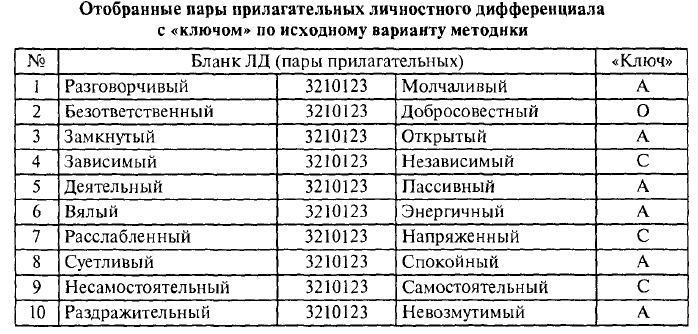 Отобранные пары прилагательных личностного дифференциала
с «ключом» по исходному варианту методики
№ Бланк ЛД (пары прилагательных) «Ключ»
1 Разговорчивый 3210123 Молчаливый А
2 Безответственный 3210123 Добросовестный О
3 Замкнутый 3210123 Открытый А
4 Зависимый 3210123 Независимый С
5 Деятельный 3210123 Пассивный А
6 Вялый 3210123 Энергичный А
7 Расслабленный 3210123 Напряженный С
8 Суетливый 3210123 Спокойный А
9 Несамостоятельный 3210123 Самостоятельный С
10 Раздражительный 3210123 Невозмутимый А